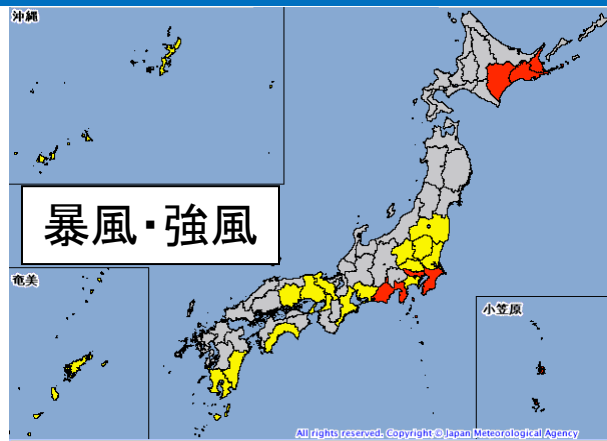 沖縄
暴風・強風
奄美
小笠原
All rights reserved. Copyright © Japan Meteorological Agency